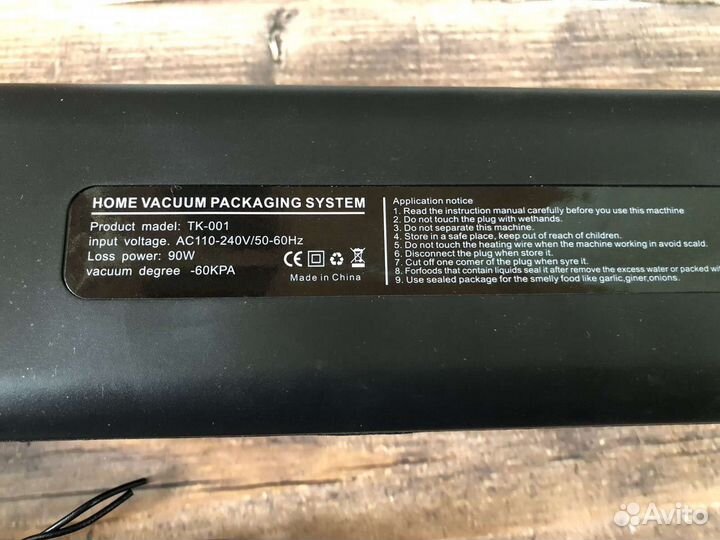 HOME VACUUM PACKAGING SYSTEM
Product model: TK-001
input voltage. AC110-240V/50-60Hz
Loss power: 90W
vacuum degree -60KPA
CE
Made in China
Application notice
1. Read the instruction manual carefully before you use this macthine
2. Do not touch the plug with wethands.
3. Do not separate this machine.
4. Store in a safe place, keep out of reach of children.
5. Do not touch the heating wire when the machine working in avoid scald.
6. Disconnect the plug when store it.
7. Cut off one comer of the plug when syre it.
8. Forfoods that contain liquids seal it after remove the excess water or packed wit
9. Use sealed package for the smelly food like garlic,giner,onions.
Avito